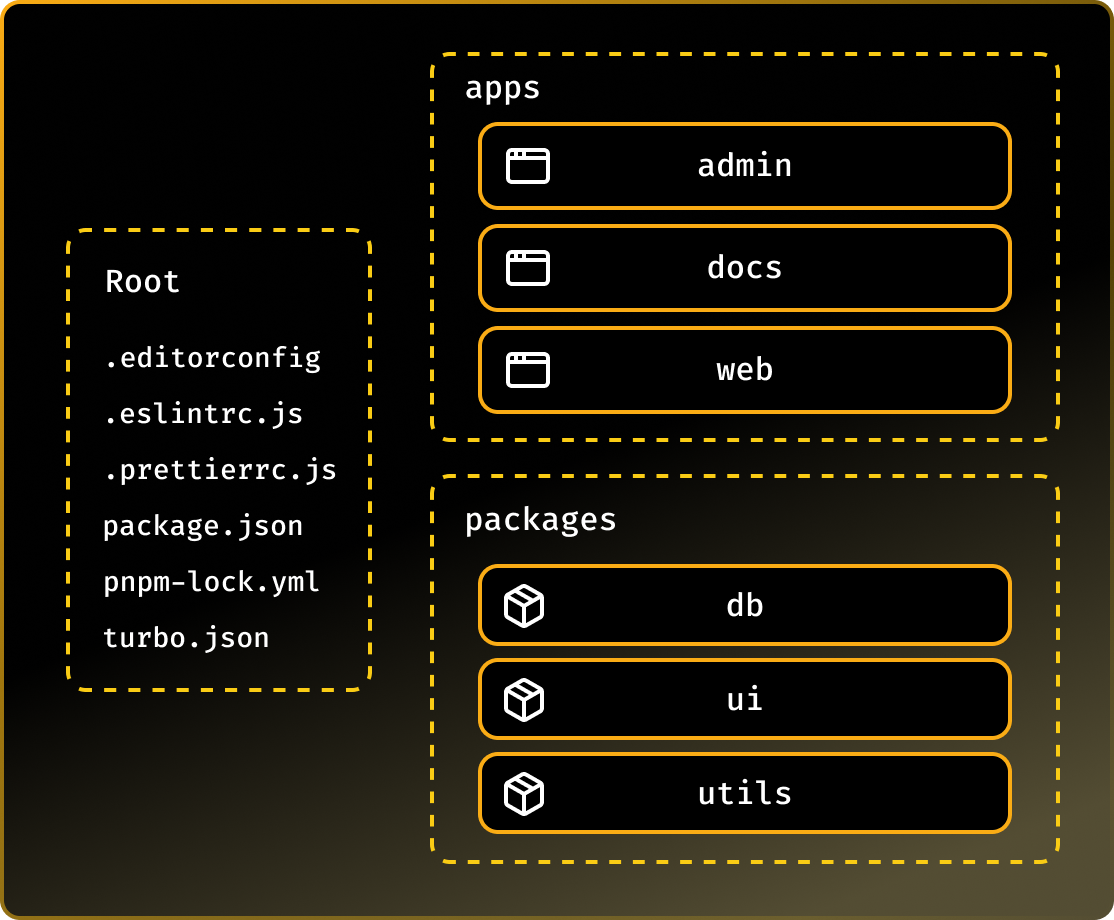 Root
.editorconfig
.eslintrc.js
.prettierrc.js
package.json
pnpm-lock.yml
turbo.json
apps
admin
docs
web
packages
db
ui
utils